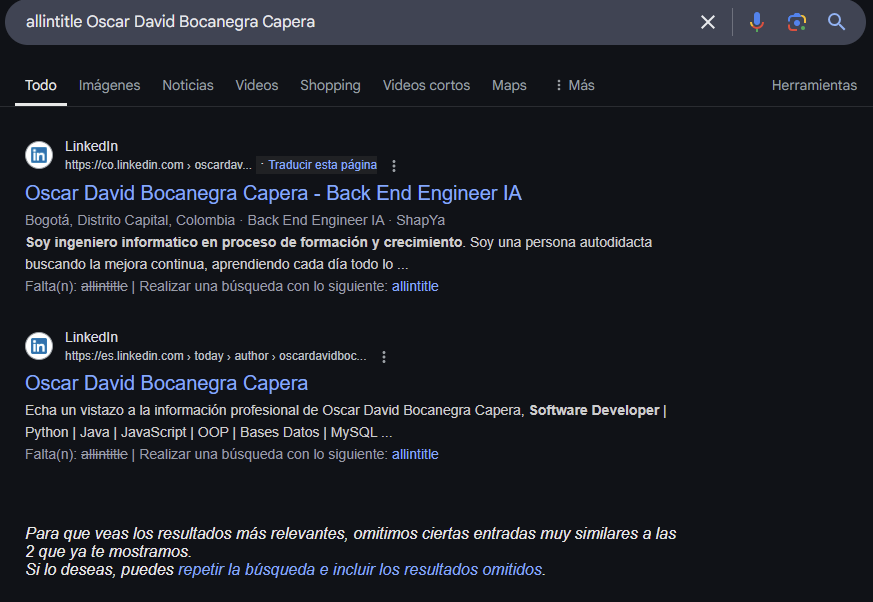 allintitle Oscar David Bocanegra Capera
Todo Imágenes Noticias Videos Shopping Videos cortos Maps Más Herramientas
LinkedIn
https://co.linkedin.com › oscardav... · Traducir esta página
Oscar David Bocanegra Capera - Back End Engineer IA
Bogotá, Distrito Capital, Colombia · Back End Engineer IA · ShapYa
Soy ingeniero informatico en proceso de formación y crecimiento. Soy una persona autodidacta
buscando la mejora continua, aprendiendo cada día todo lo ...
Falta(n): allintitle | Realizar una búsqueda con lo siguiente: allintitle
LinkedIn
https://es.linkedin.com › today › author › oscardavidboc...
Oscar David Bocanegra Capera
Echa un vistazo a la información profesional de Oscar David Bocanegra Capera, Software Developer |
Python | Java | JavaScript | OOP | Bases Datos | MySQL ...
Falta(n): allintitle | Realizar una búsqueda con lo siguiente: allintitle
Para que veas los resultados más relevantes, omitimos ciertas entradas muy similares a las
2 que ya te mostramos.
Si lo deseas, puedes repetir la búsqueda e incluir los resultados omitidos.